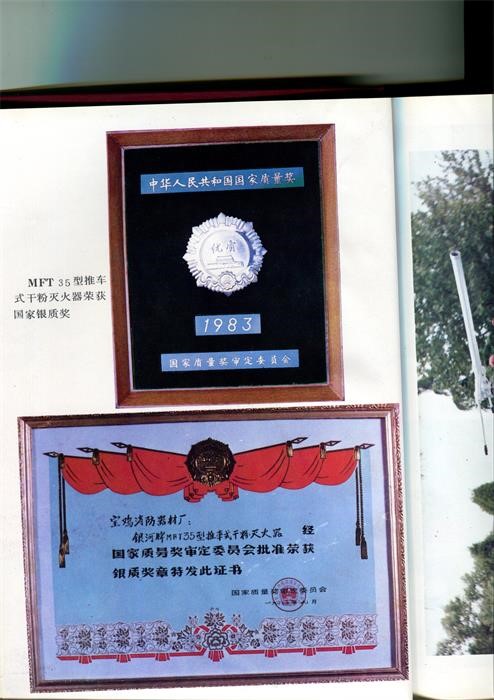 中华人民共和国国家质量奖
优质
1983
国家质量奖审定委员会
MFT 35型推车
式干粉灭火器荣获
国家银质奖
宝鸡消防器材厂:
银河牌MFT35型推车式干粉灭火器 经
国家质量奖审定委员会批准荣获
银质奖章特发此证书
国家质量奖审定委员会